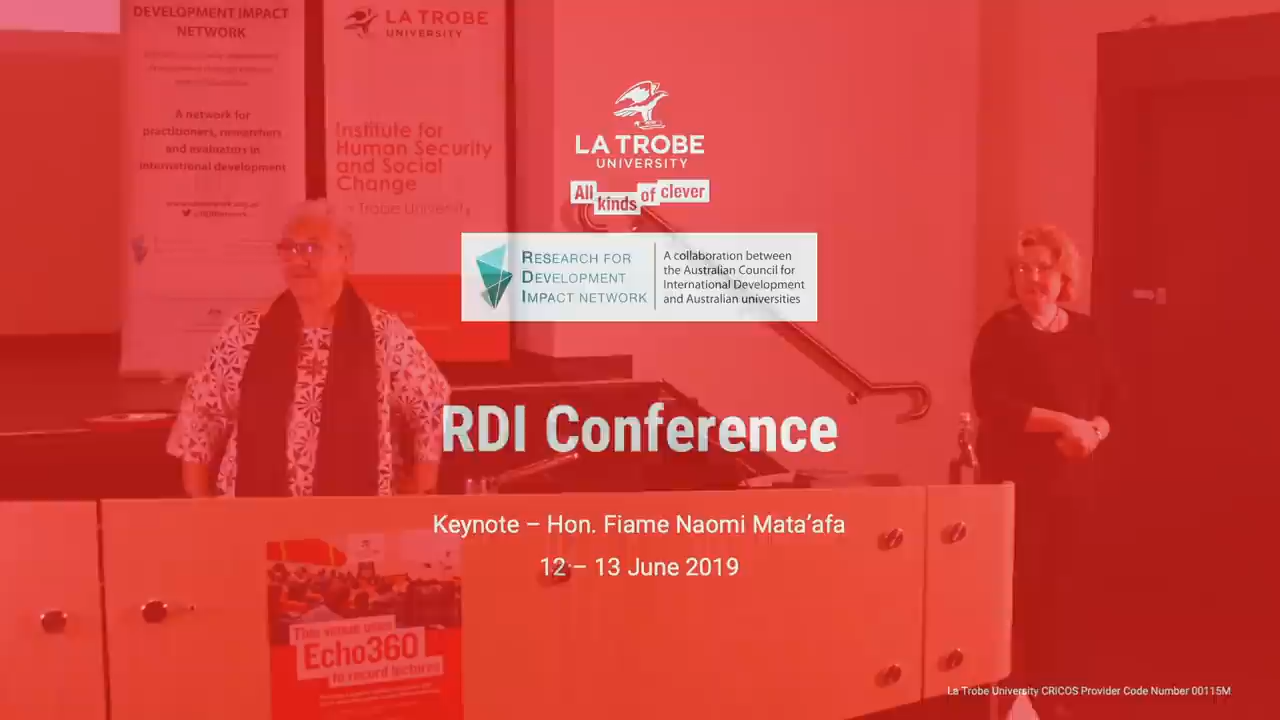 DEVELOPMENT IMPACT
NETWORK
A network for
practitioners, researchers
and evaluators in
international development
LA TROBE
UNIVERSITY
Institute for
Human Security
and Social
Change
La Trobe University
LA TROBE
UNIVERSITY
All kinds of clever
RESEARCH FOR
DEVELOPMENT
IMPACT NETWORK
A collaboration between
the Australian Council for
International Development
and Australian universities
RDI Conference
Keynote – Hon. Fiame Naomi Mata’afa
12 – 13 June 2019
This venue uses
Echo360
to record lectures
La Trobe University CRICOS Provider Code Number 00115M